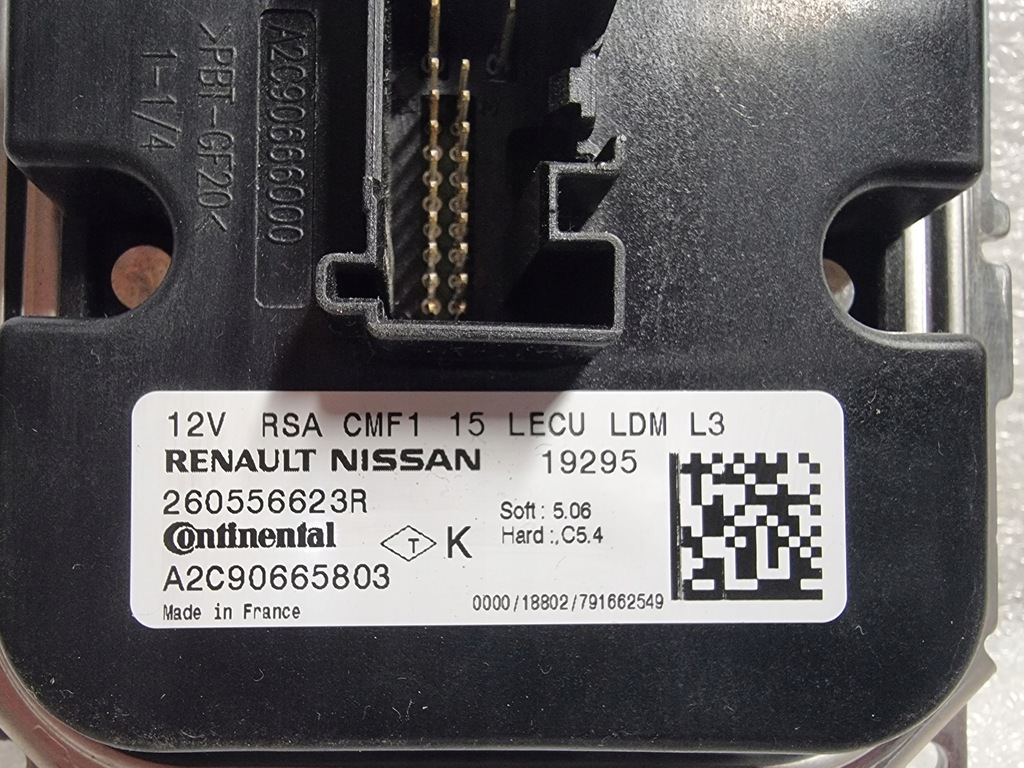 >PBT-GF20<
1-1/4
A2C90666000
12V RSA CMF1 15 LECU LDM L3
RENAULT NISSAN 19295
260556623R
Soft : 5.06
Continental T K Hard :,C5.4
A2C90665803
Made in France 0000/18802/791662549